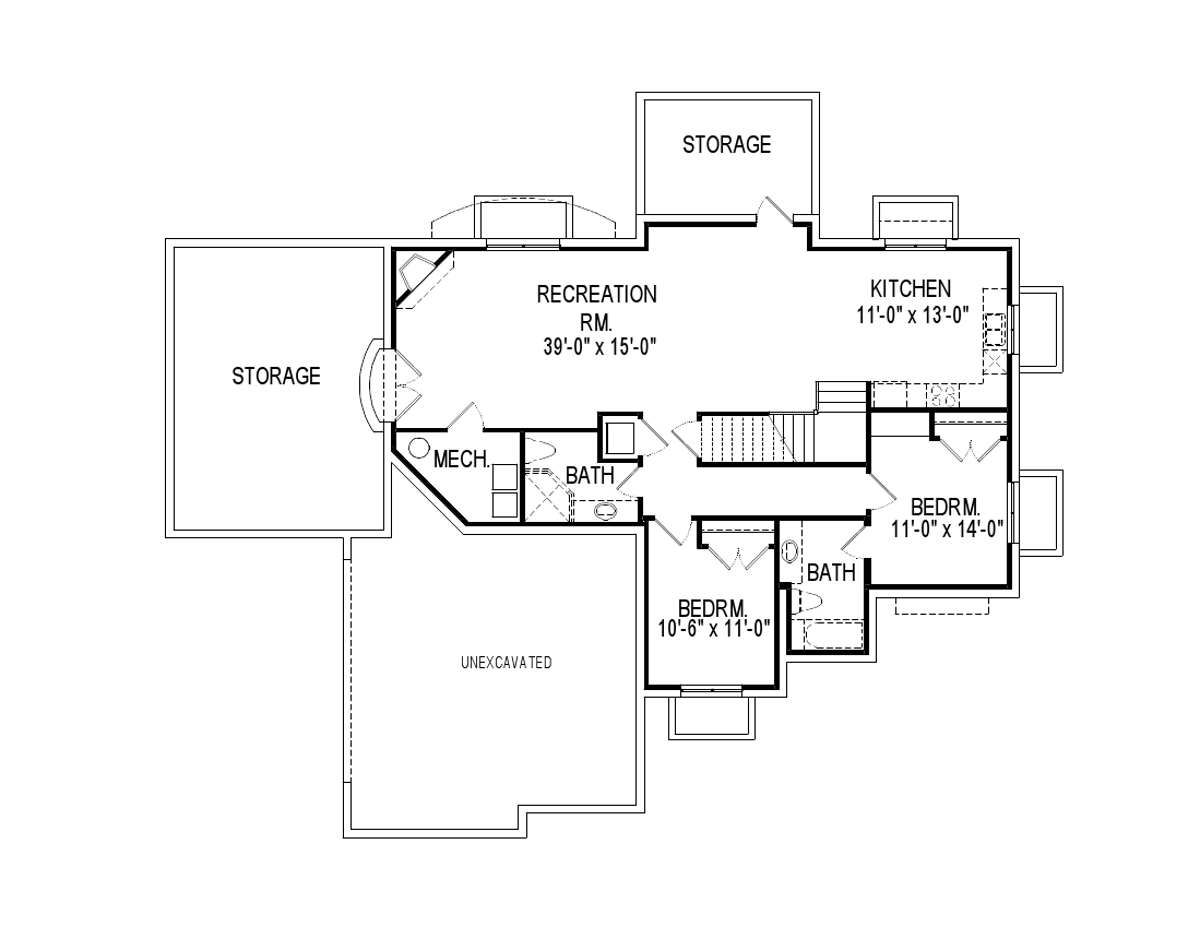 STORAGE
RECREATION
RM.
39'-0" x 15'-0"
KITCHEN
11'-0" x 13'-0"
STORAGE
MECH.
BATH
BEDRM.
11'-0" x 14'-0"
BATH
BEDRM.
10'-6" x 11'-0"
UNEXCAVATED